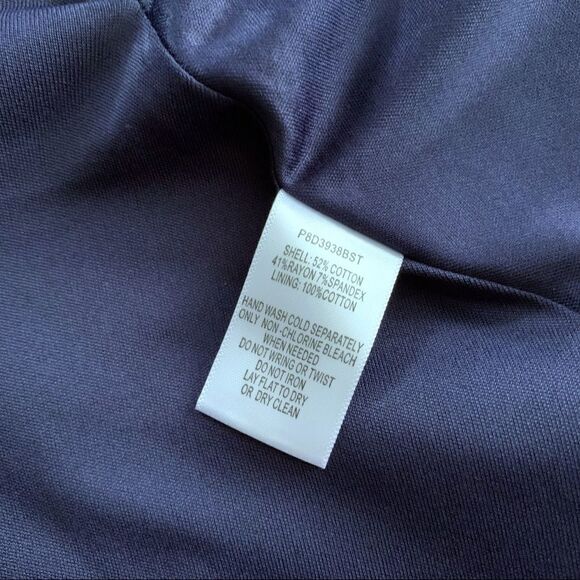 P8D3938BST
SHELL: 52% COTTON
41%RAYON 7%SPANDEX
LINING: 100%COTTON
HAND WASH COLD SEPARATELY
ONLY NON-CHLORINE BLEACH
WHEN NEEDED
DO NOT WRING OR TWIST
DO NOT IRON
LAY FLAT TO DRY
OR DRY CLEAN